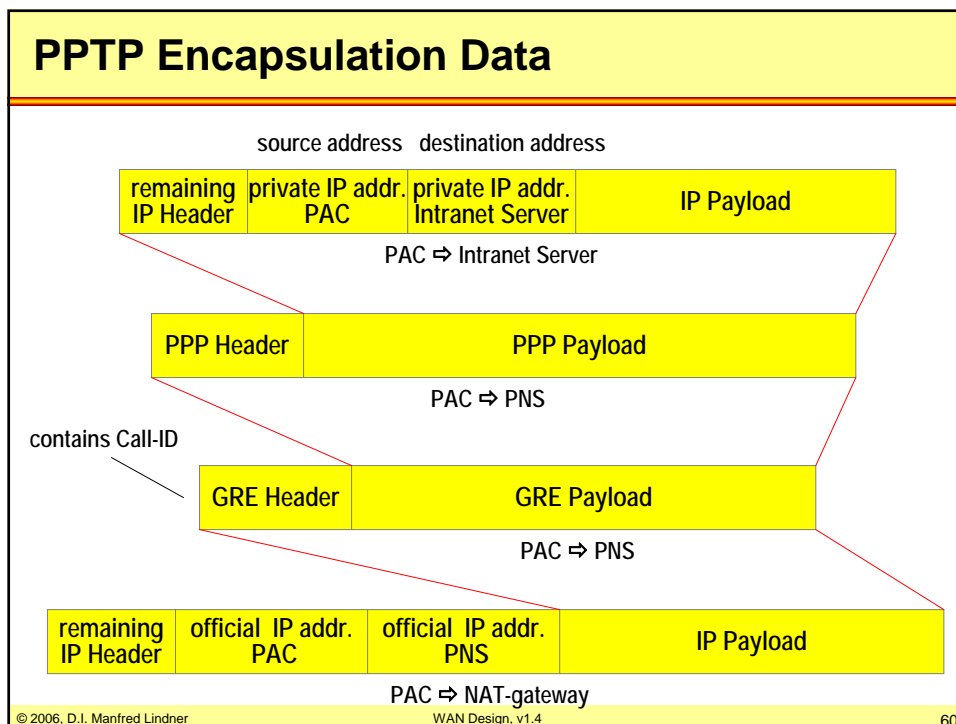 PPTP Encapsulation Data
source address destination address
remaining IP Header
private IP addr. PAC
private IP addr. Intranet Server
IP Payload
PAC ⇨ Intranet Server
PPP Header
PPP Payload
PAC ⇨ PNS
contains Call-ID
GRE Header
GRE Payload
PAC ⇨ PNS
remaining IP Header
official IP addr. PAC
official IP addr. PNS
IP Payload
PAC ⇨ NAT-gateway
© 2006, D.I. Manfred Lindner
WAN Design, v1.4
60